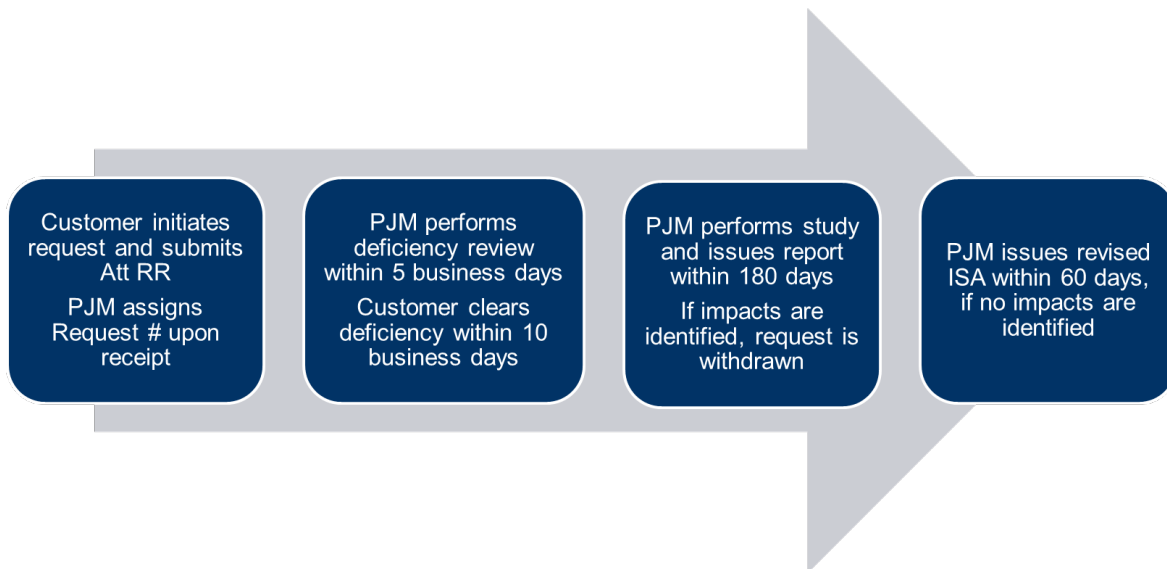 Customer initiates
request and submits
Att RR
PJM assigns
Request # upon
receipt
PJM performs
deficiency review
within 5 business days
Customer clears
deficiency within 10
business days
PJM performs study
and issues report
within 180 days
If impacts are
identified, request is
withdrawn
PJM issues revised
ISA within 60 days,
if no impacts are
identified